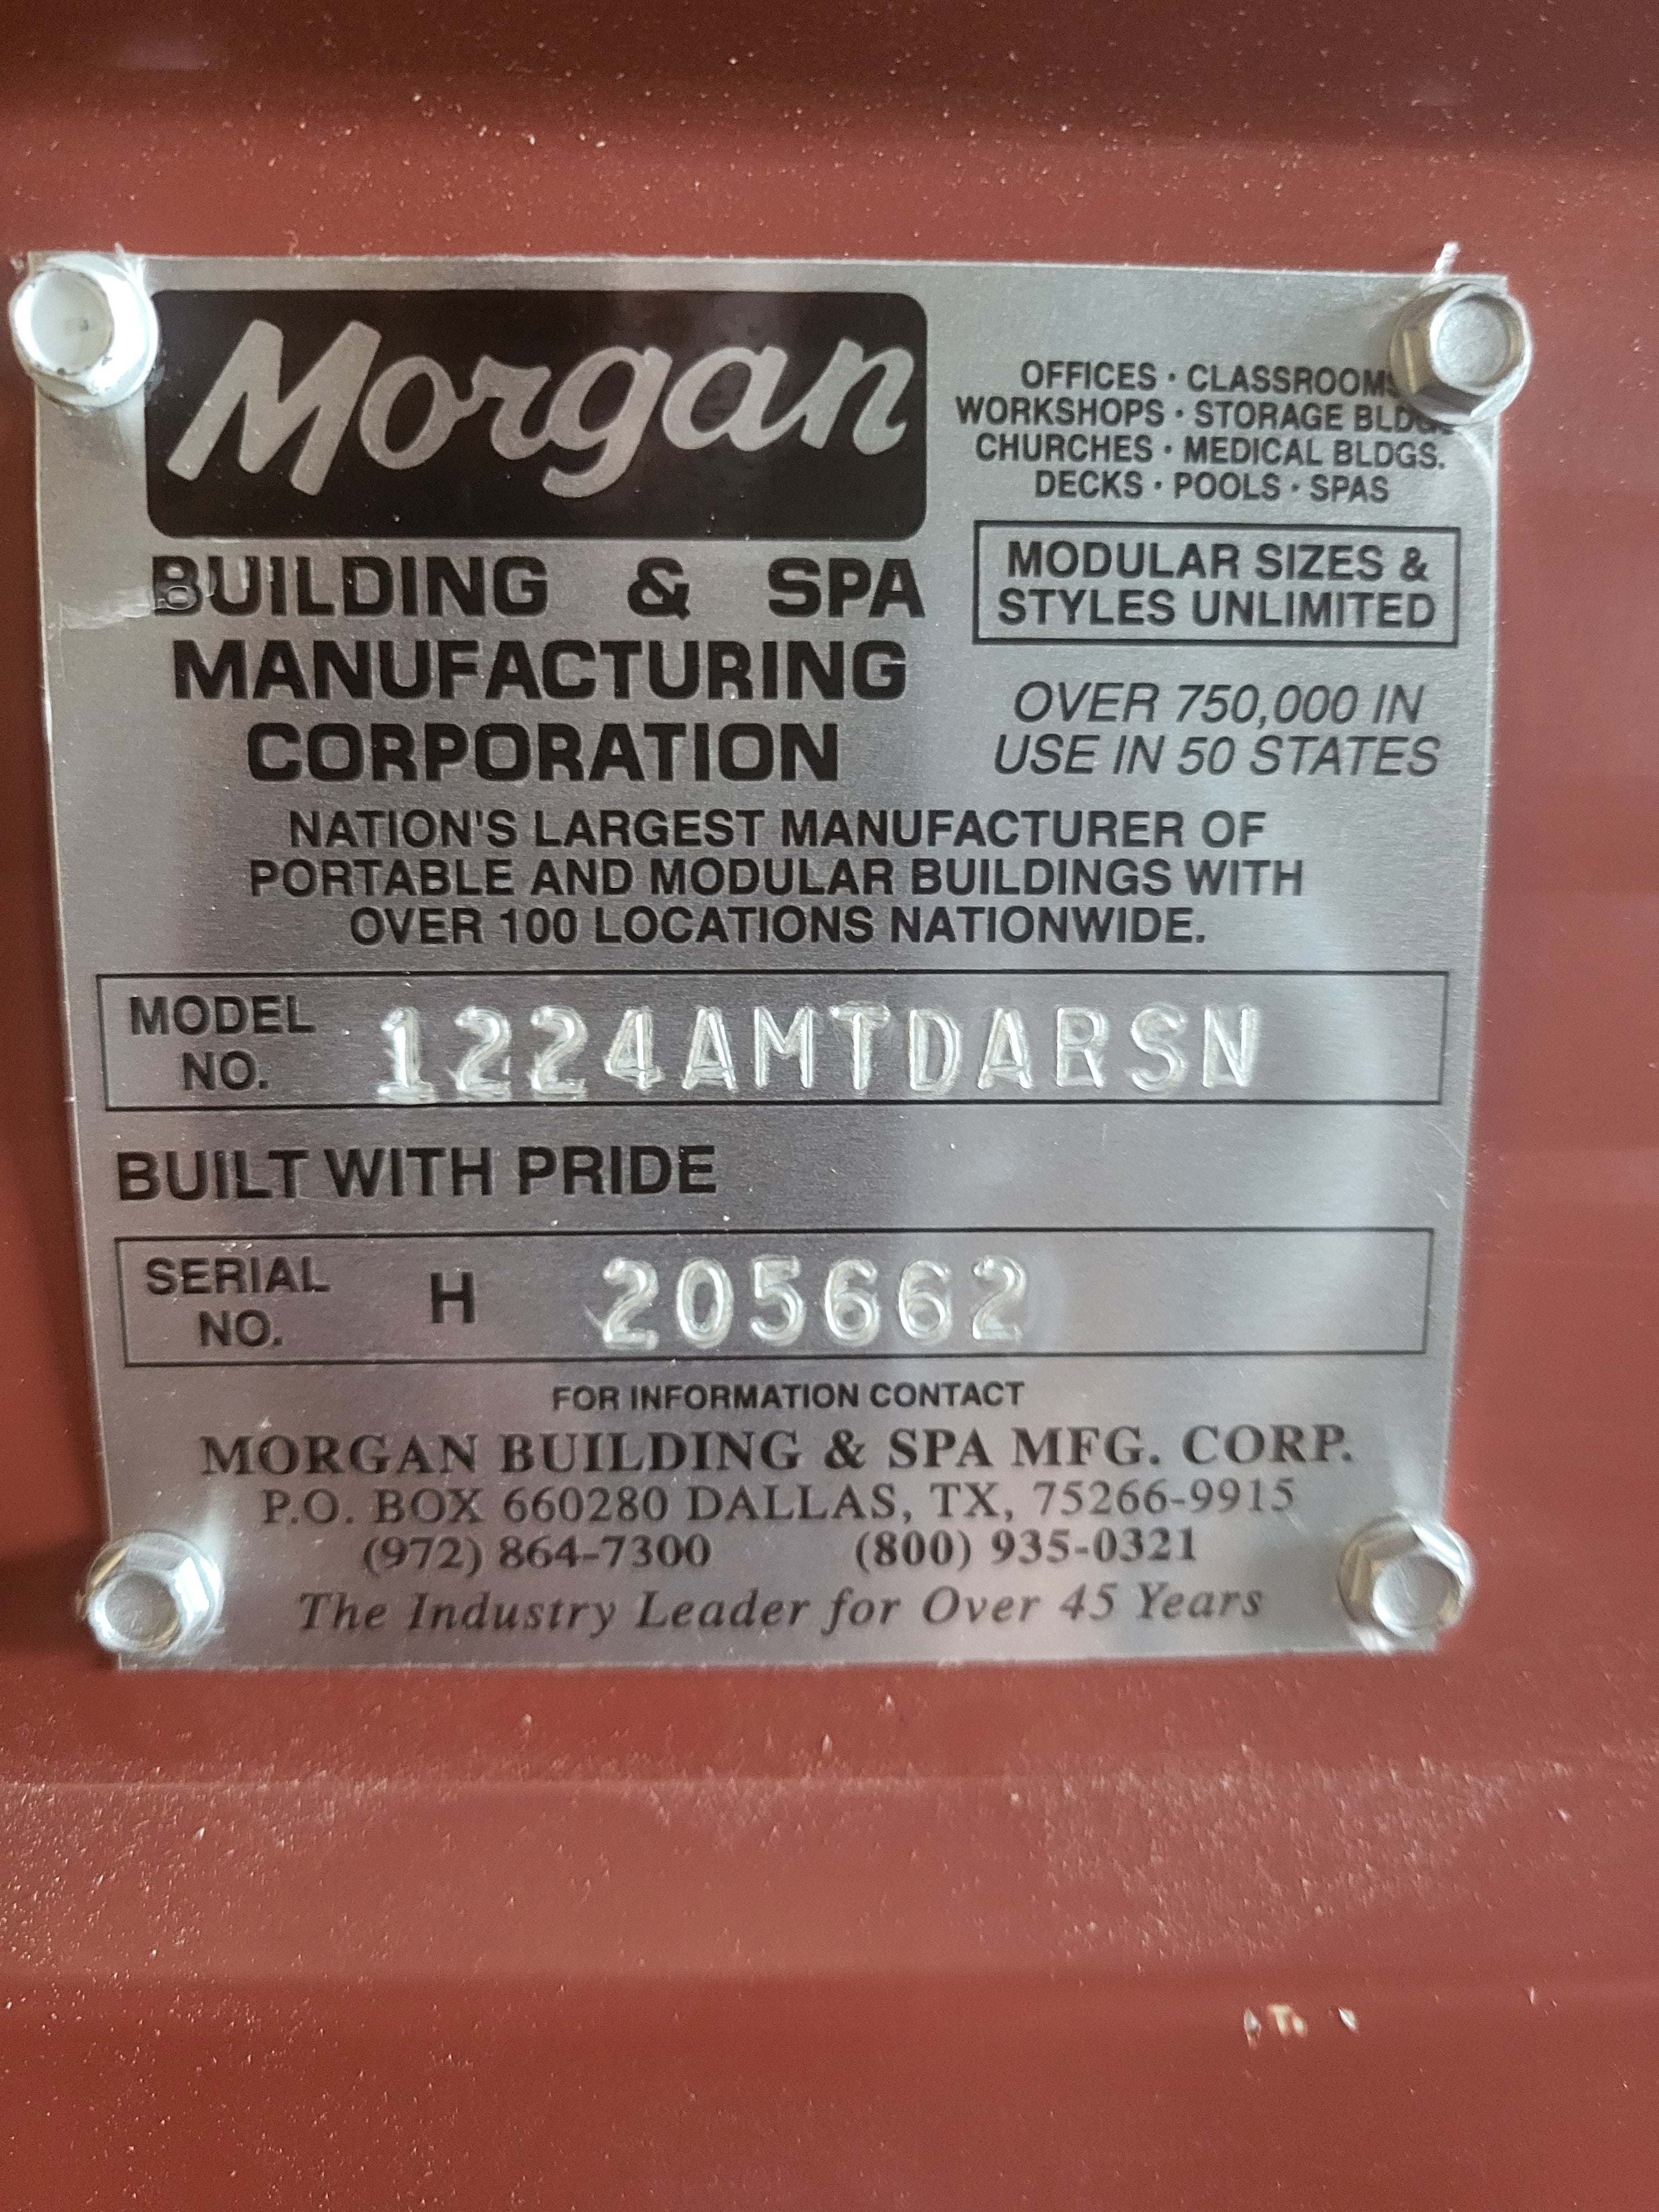 Morgan
BUILDING & SPA
MANUFACTURING
CORPORATION
OFFICES · CLASSROOMS
WORKSHOPS · STORAGE BLDGS.
CHURCHES · MEDICAL BLDGS.
DECKS · POOLS · SPAS
MODULAR SIZES &
STYLES UNLIMITED
OVER 750,000 IN
USE IN 50 STATES
NATION'S LARGEST MANUFACTURER OF
PORTABLE AND MODULAR BUILDINGS WITH
OVER 100 LOCATIONS NATIONWIDE.
MODEL NO. 1224AMTDARSN
BUILT WITH PRIDE
SERIAL NO. H 205662
FOR INFORMATION CONTACT
MORGAN BUILDING & SPA MFG. CORP.
P.O. BOX 660280 DALLAS, TX, 75266-9915
(972) 864-7300 (800) 935-0321
The Industry Leader for Over 45 Years